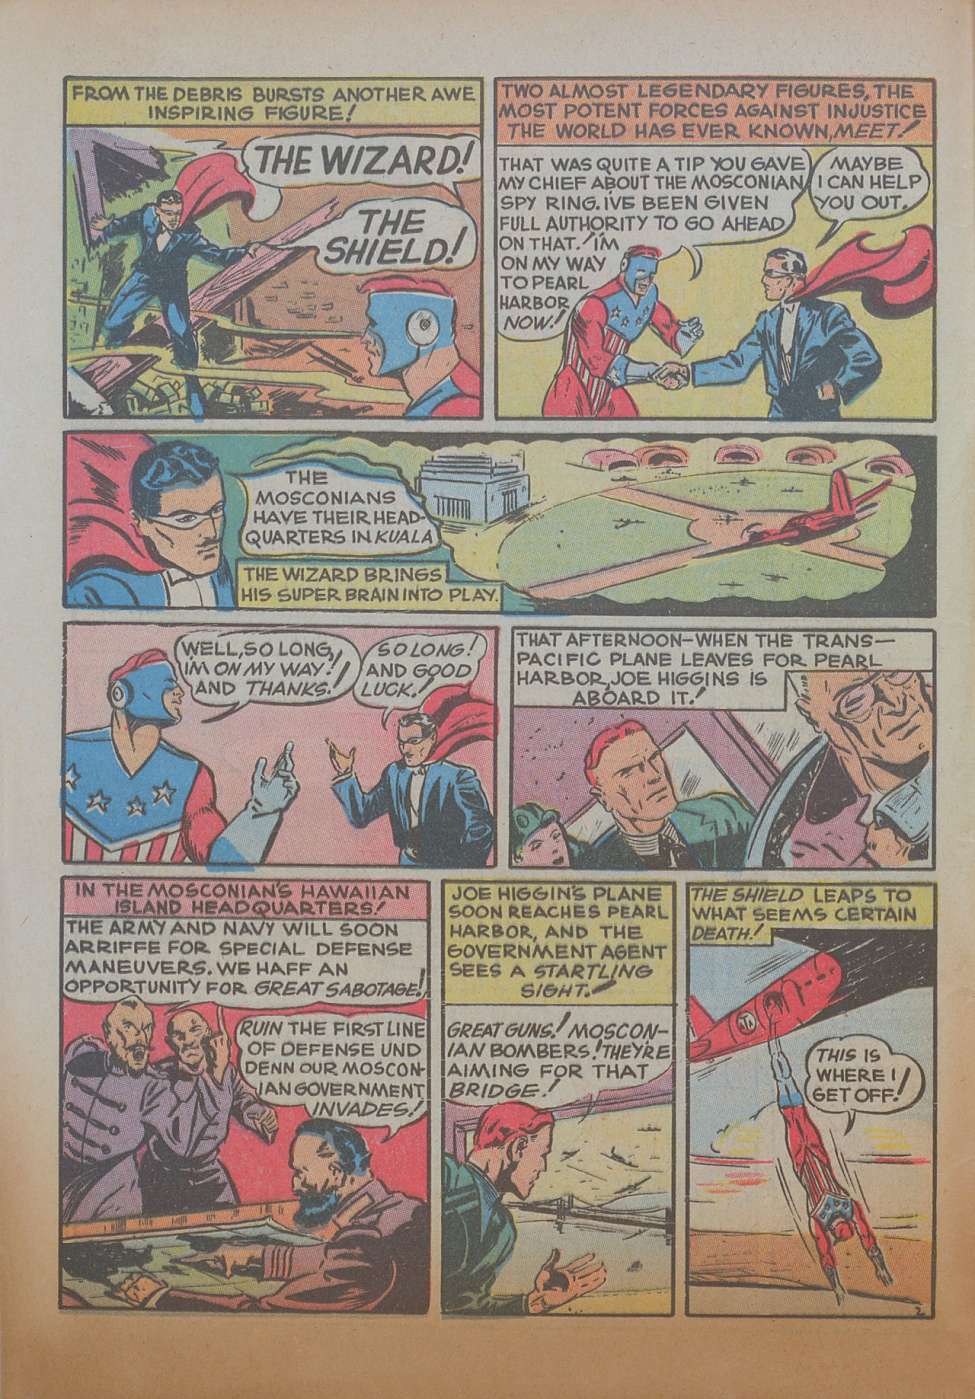 FROM THE DEBRIS BURSTS ANOTHER AWE
INSPIRING FIGURE!
THE WIZARD!
THE
SHIELD!
TWO ALMOST LEGENDARY FIGURES, THE
MOST POTENT FORCES AGAINST INJUSTICE
THE WORLD HAS EVER KNOWN, MEET!
THAT WAS QUITE A TIP YOU GAVE
MY CHIEF ABOUT THE MOSCONIAN
SPY RING. I'VE BEEN GIVEN
FULL AUTHORITY TO GO AHEAD
ON THAT! I'M
ON MY WAY
TO PEARL
HARBOR
NOW!
MAYBE
I CAN HELP
YOU OUT.
THE
MOSCONIANS
HAVE THEIR HEAD-
QUARTERS IN KUALA
THE WIZARD BRINGS
HIS SUPER BRAIN INTO PLAY.
WELL, SO LONG,
I'M ON MY WAY!
AND THANKS!
SO LONG!
AND GOOD
LUCK!
THAT AFTERNOON—WHEN THE TRANS—
PACIFIC PLANE LEAVES FOR PEARL
HARBOR, JOE HIGGINS IS
ABOARD IT!
IN THE MOSCONIAN'S HAWAIIAN
ISLAND HEADQUARTERS!
THE ARMY AND NAVY WILL SOON
ARRIFFE FOR SPECIAL DEFENSE
MANEUVERS. WE HAFF AN
OPPORTUNITY FOR GREAT SABOTAGE!
RUIN THE FIRST LINE
OF DEFENSE UND
DENN OUR MOSCON-
IAN GOVERNMENT
INVADES!
JOE HIGGIN'S PLANE
SOON REACHES PEARL
HARBOR, AND THE
GOVERNMENT AGENT
SEES A STARTLING
SIGHT!
GREAT GUNS! MOSCON-
IAN BOMBERS! THEY'RE
AIMING FOR THAT
BRIDGE!
THE SHIELD LEAPS TO
WHAT SEEMS CERTAIN
DEATH!
THIS IS
WHERE I
GET OFF!
2